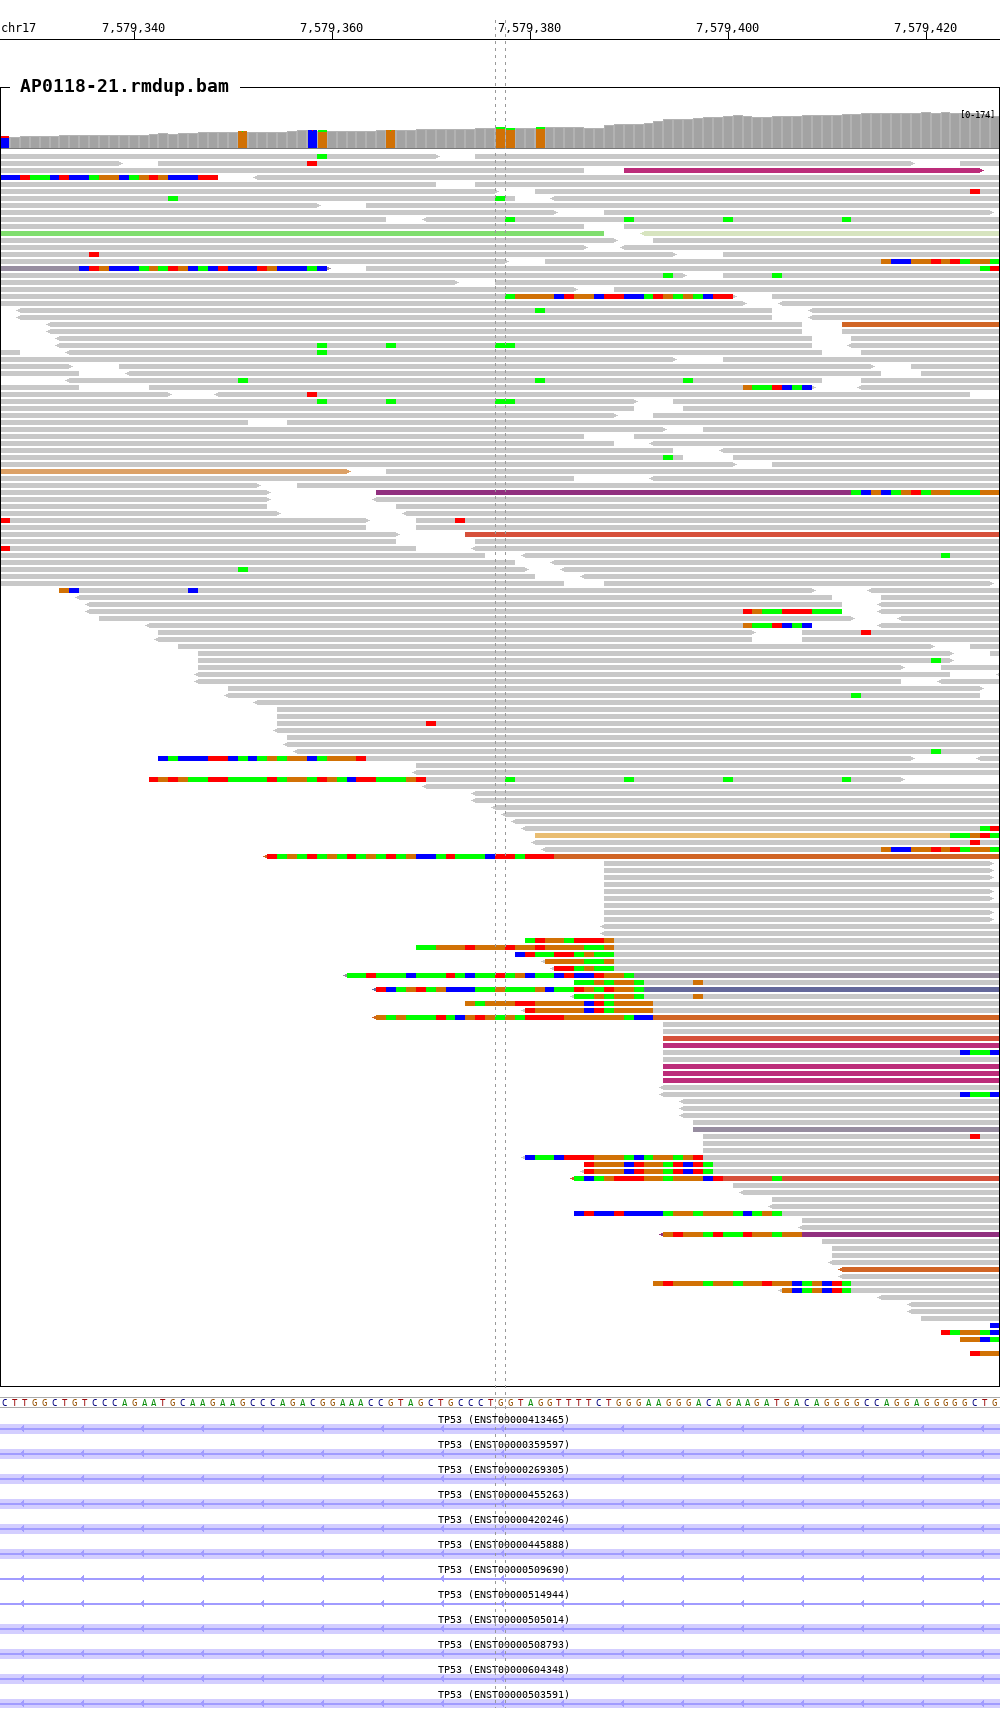 chr17 7,579,340 7,579,360 7,579,380 7,579,400 7,579,420
AP0118-21.rmdup.bam
[0-174]
CTTGGCTGTCCCAGAATGCAAGAAGCCCAGACGGAAACCGTAGCTGCCCTGGTAGGTTTTCTGGGAAGGGACAGAAGATGACAGGGGCCAGGAGGGGGCTG
TP53 (ENST00000413465)
TP53 (ENST00000359597)
TP53 (ENST00000269305)
TP53 (ENST00000455263)
TP53 (ENST00000420246)
TP53 (ENST00000445888)
TP53 (ENST00000509690)
TP53 (ENST00000514944)
TP53 (ENST00000505014)
TP53 (ENST00000508793)
TP53 (ENST00000604348)
TP53 (ENST00000503591)